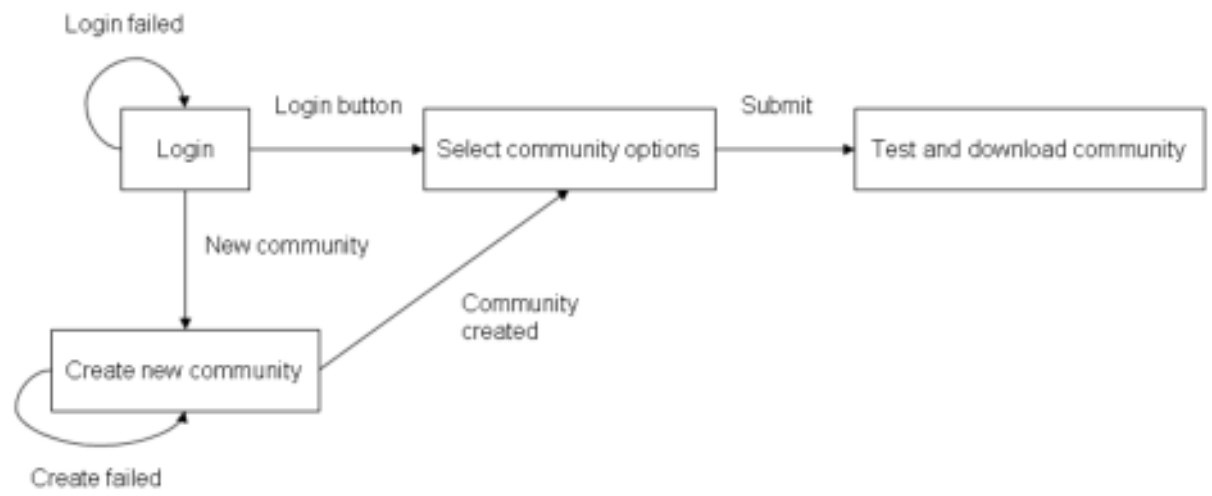 Login failed
Login button
Submit
Login
Select community options
Test and download community
New community
Community
created
Create new community
Create failed